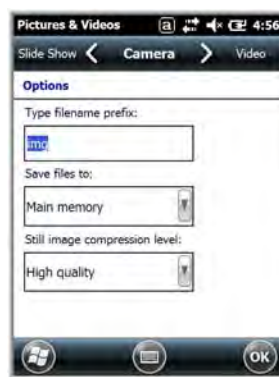 Pictures & Videos a 4:56
Slide Show Camera Video
Options
Type filename prefix:
img
Save files to:
Main memory
Still image compression level:
High quality
OK